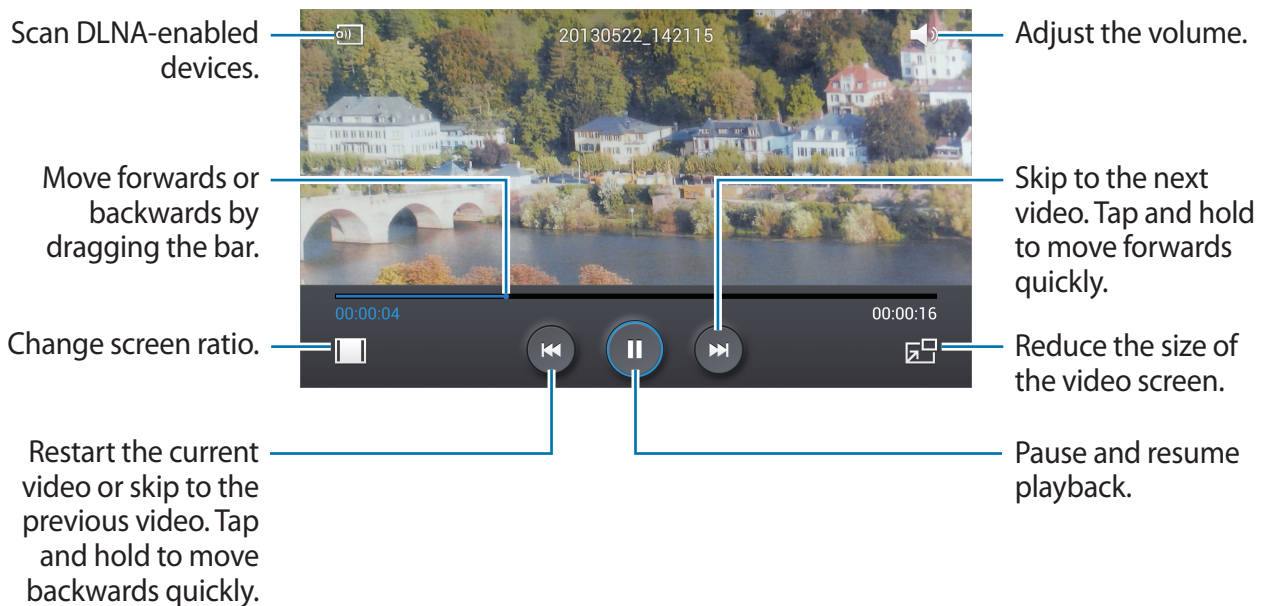 Scan DLNA-enabled
devices.
20130522_142115
Adjust the volume.
Move forwards or
backwards by
dragging the bar.
Skip to the next
video. Tap and hold
to move forwards
quickly.
00:00:04
00:00:16
Change screen ratio.
Reduce the size of
the video screen.
Restart the current
video or skip to the
previous video. Tap
and hold to move
backwards quickly.
Pause and resume
playback.